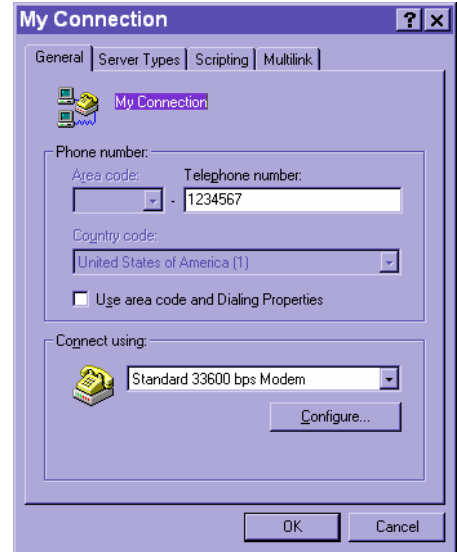 My Connection
General Server Types Scripting Multilink
My Connection
Phone number:
Area code: Telephone number:
- 1234567
Country code:
United States of America (1)
Use area code and Dialing Properties
Connect using:
Standard 33600 bps Modem
Configure...
OK Cancel